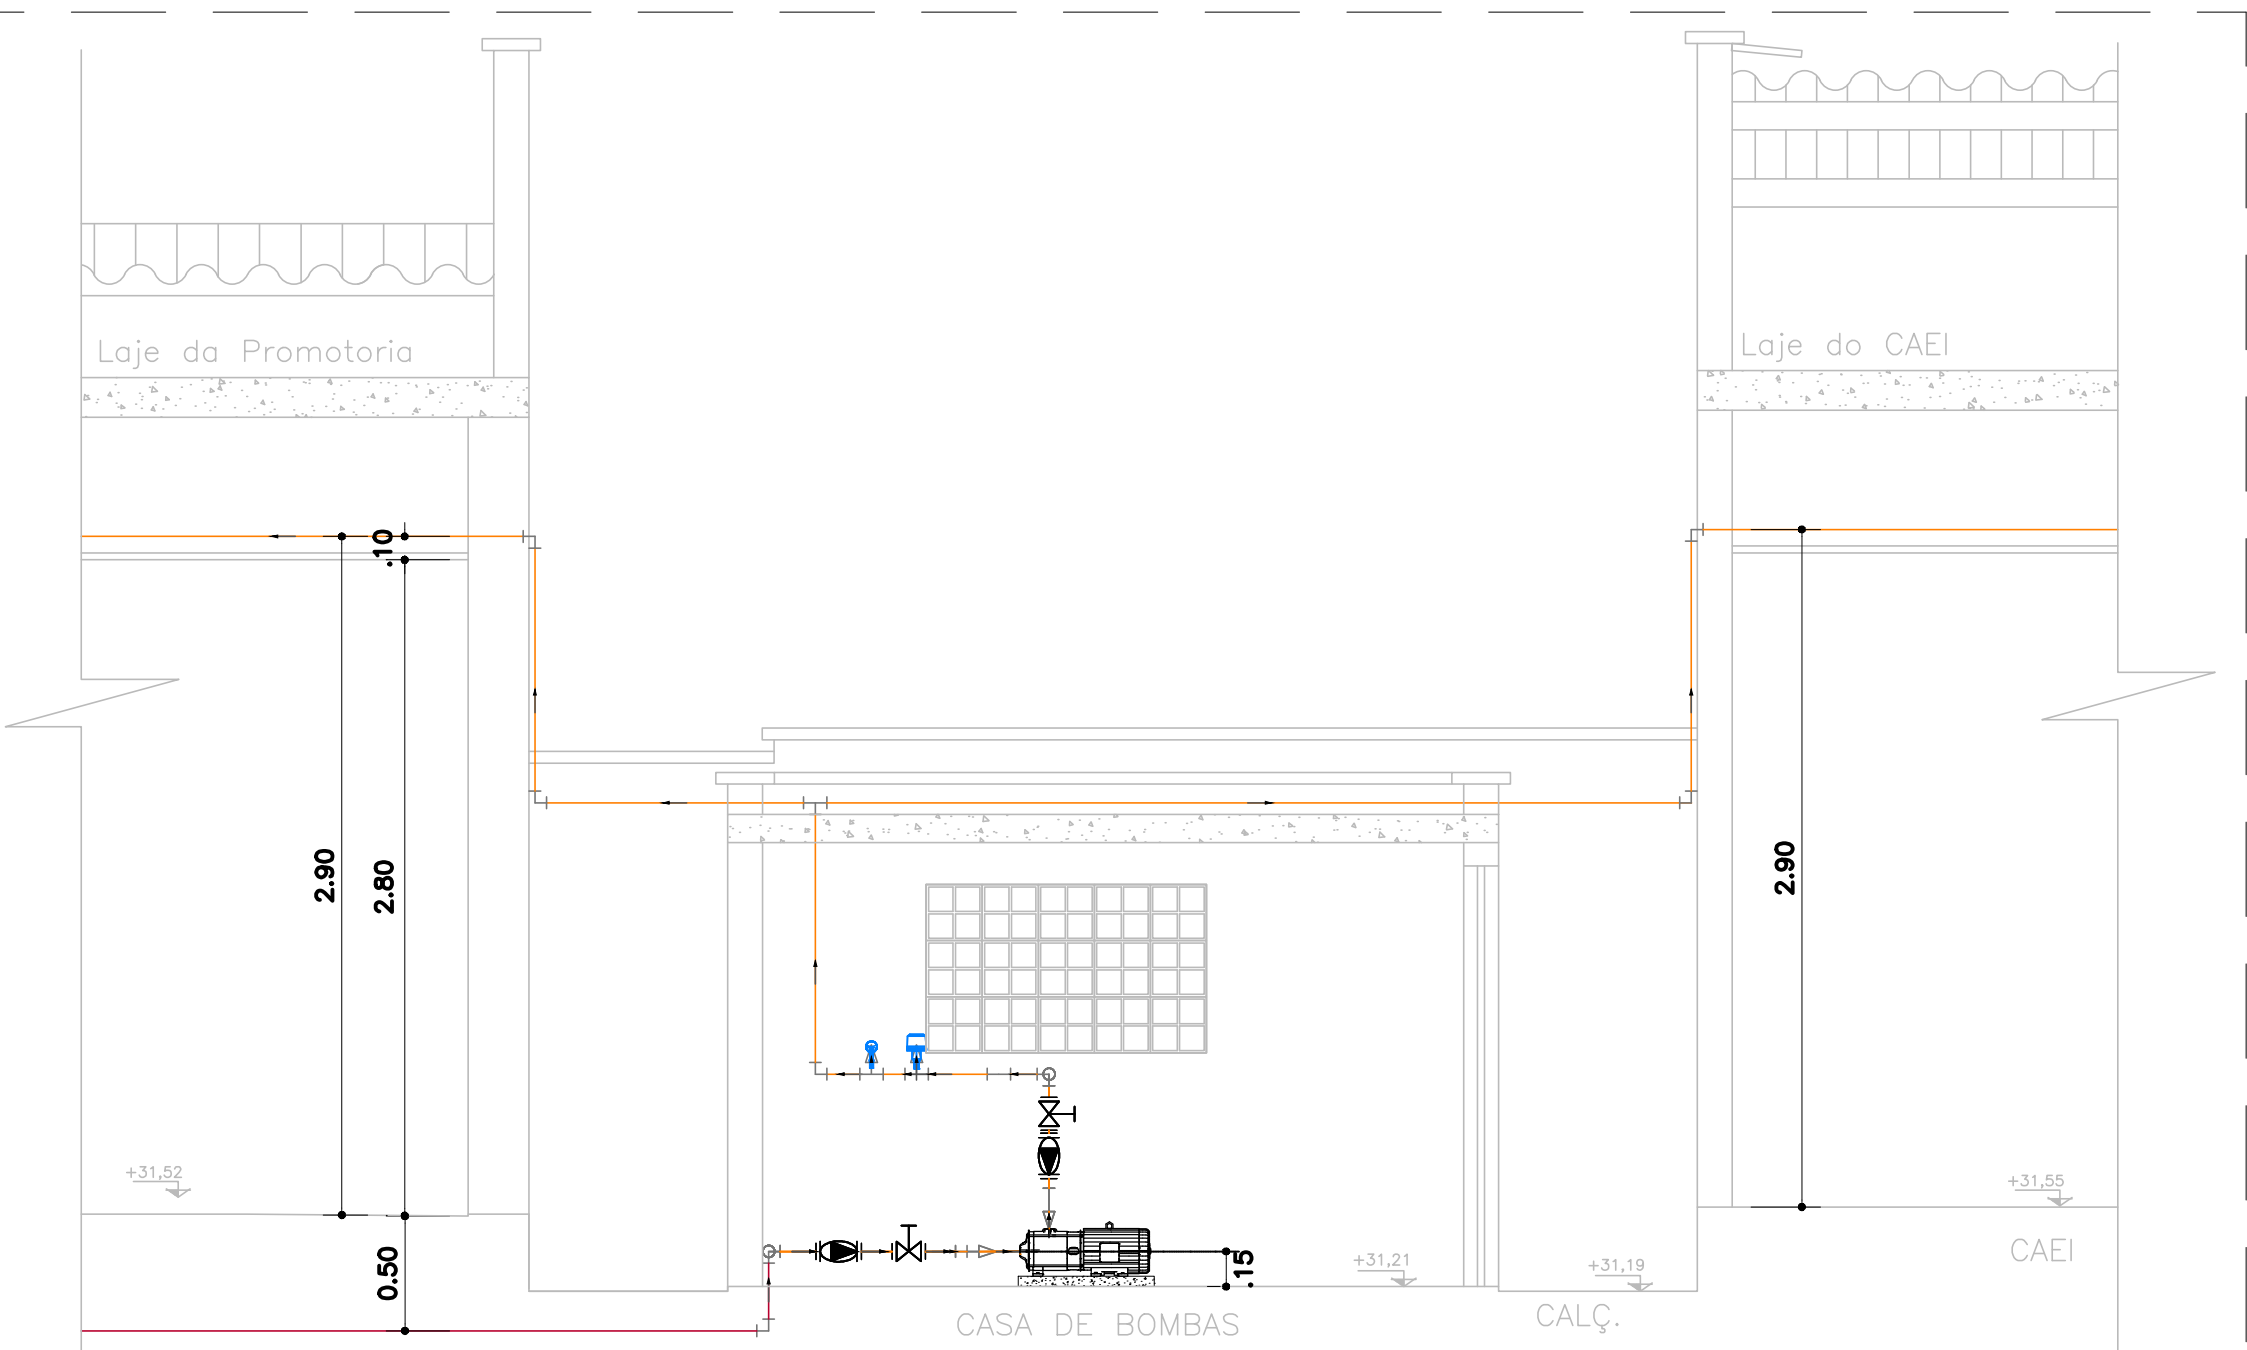 Laje da Promotoria
Laje do CAEI
.10
2.90
2.80
2.90
+31,52
+31,55
0.50
.15
+31,21
+31,19
CAEI
CASA DE BOMBAS
CALÇ.